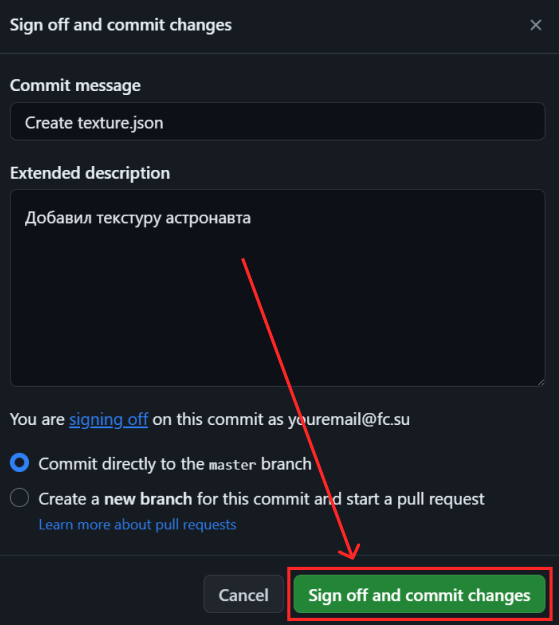 Sign off and commit changes
Commit message
Create texture.json
Extended description
Добавил текстуру астронавта
You are signing off on this commit as youremail@fc.su
Commit directly to the master branch
Create a new branch for this commit and start a pull request
Learn more about pull requests
Cancel
Sign off and commit changes